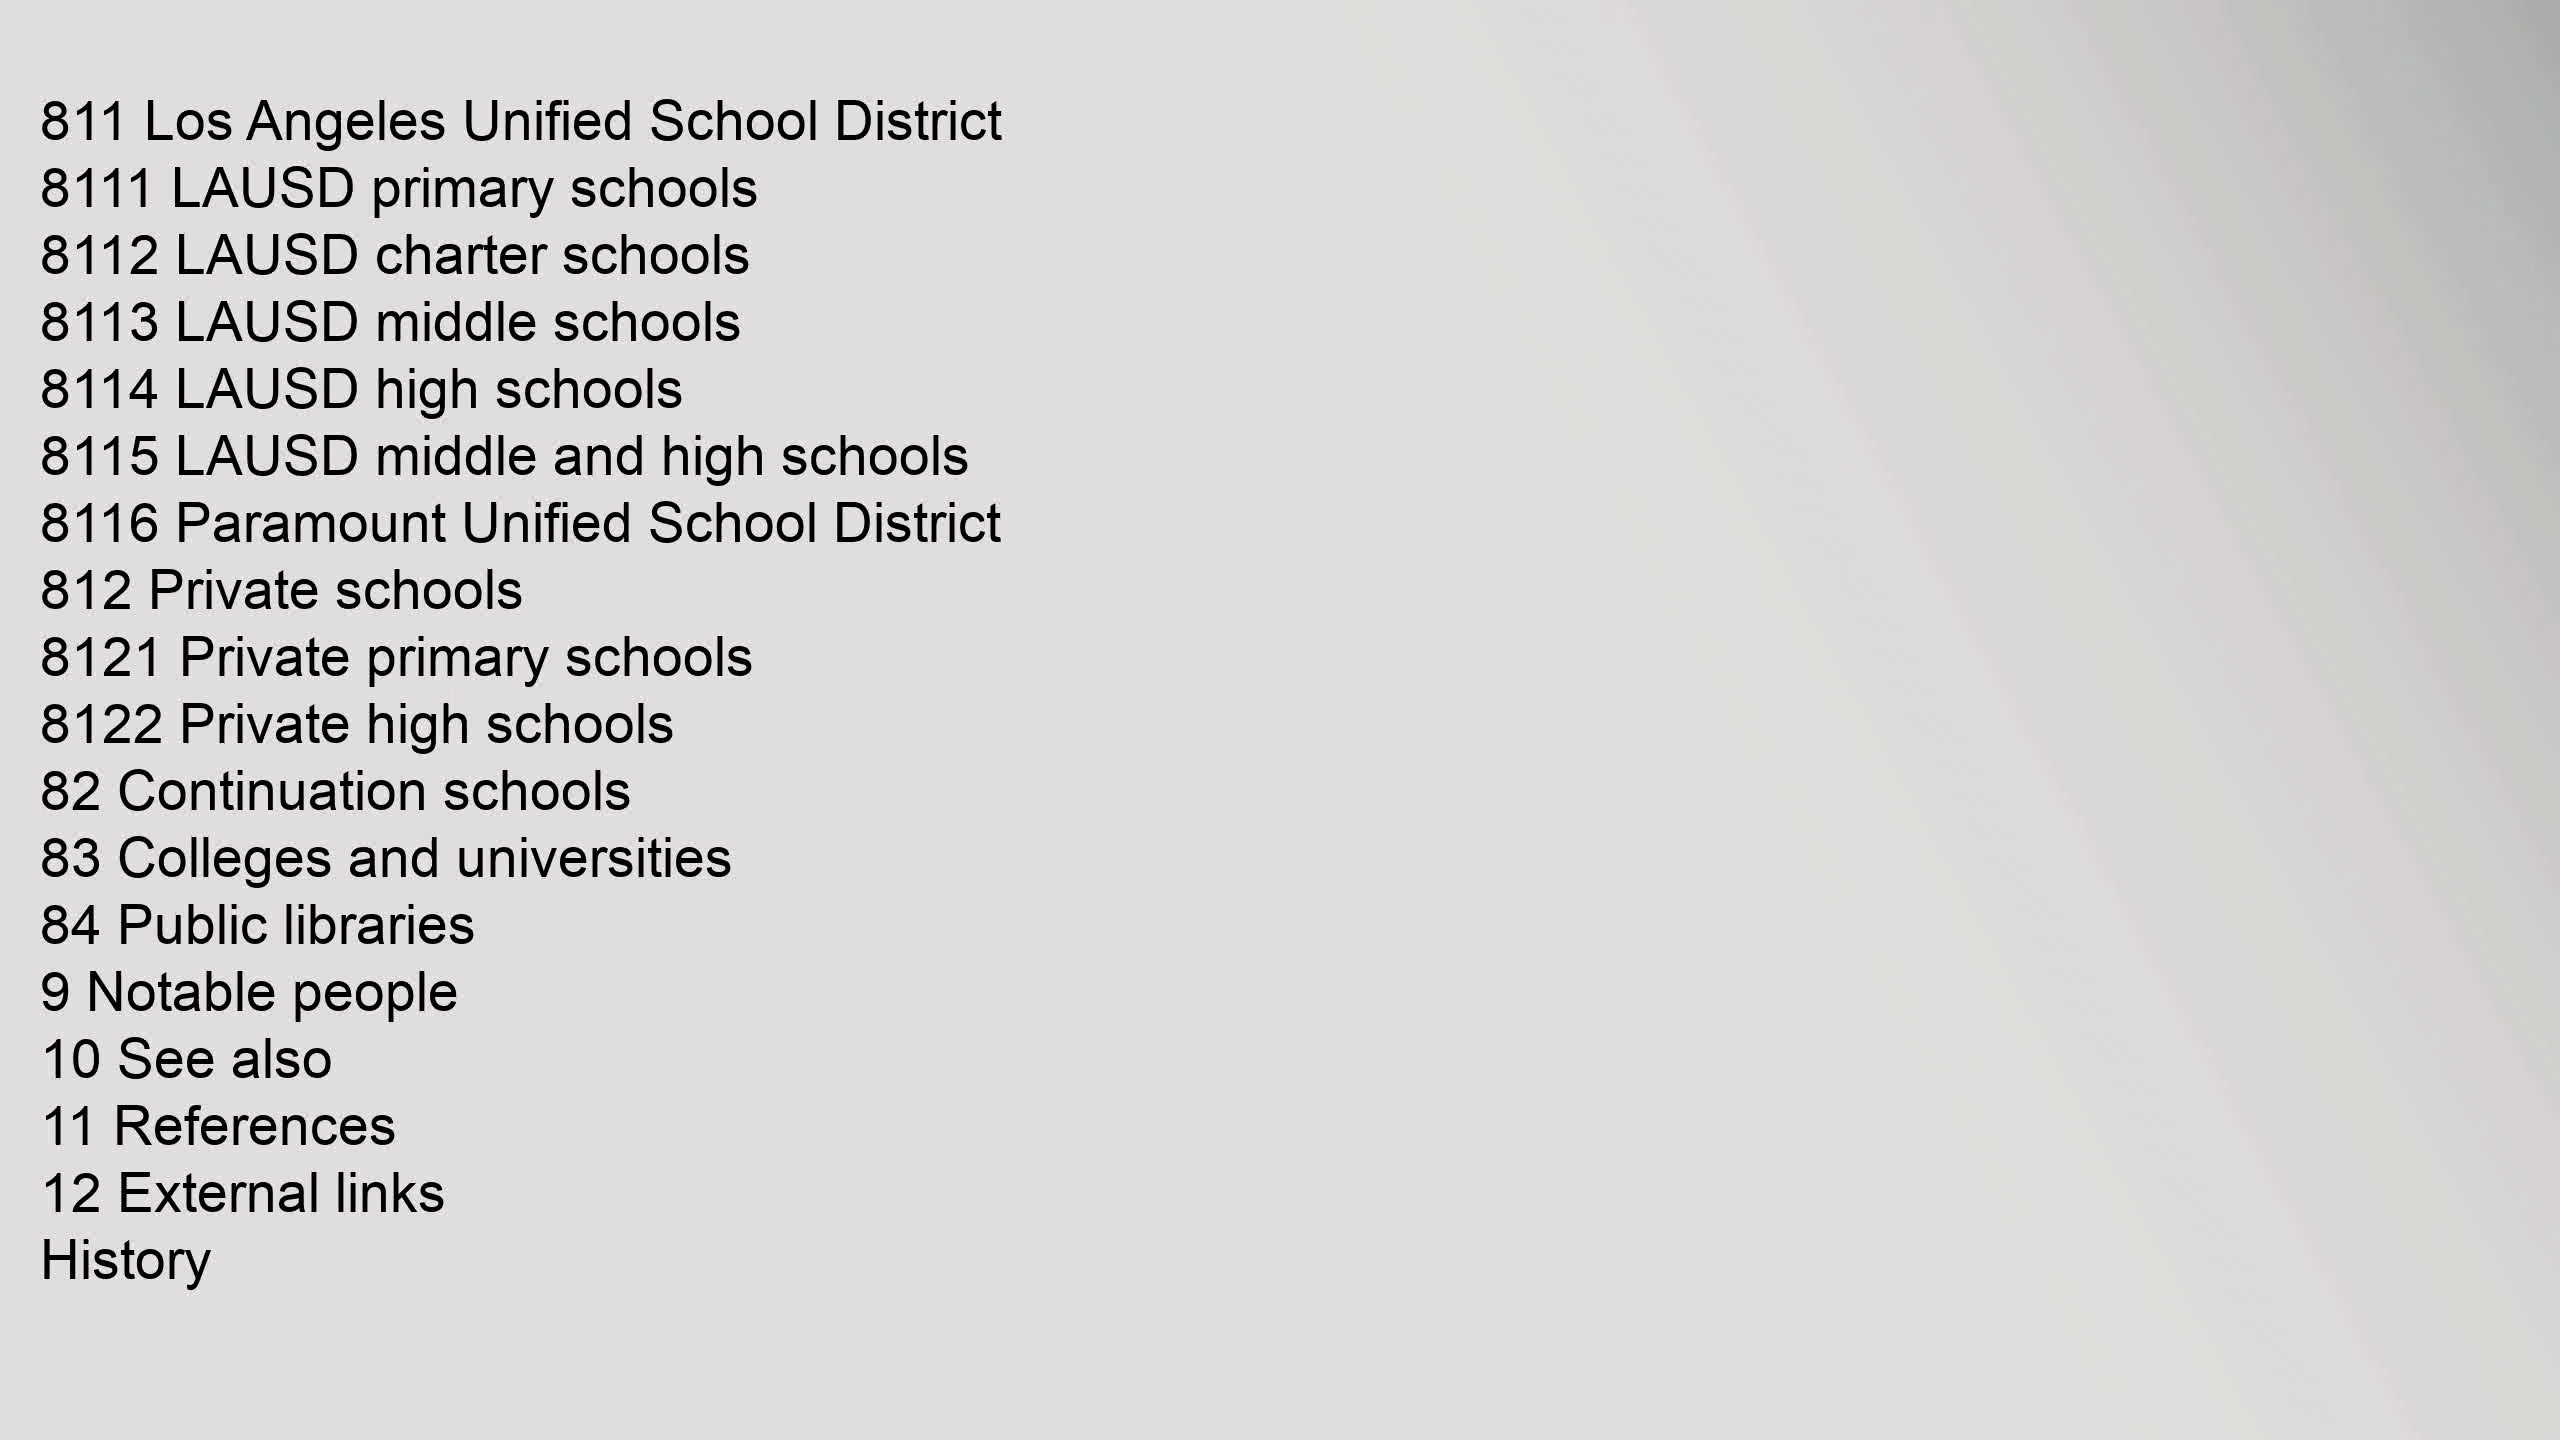 811 Los Angeles Unified School District
8111 LAUSD primary schools
8112 LAUSD charter schools
8113 LAUSD middle schools
8114 LAUSD high schools
8115 LAUSD middle and high schools
8116 Paramount Unified School District
812 Private schools
8121 Private primary schools
8122 Private high schools
82 Continuation schools
83 Colleges and universities
84 Public libraries
9 Notable people
10 See also
11 References
12 External links
History